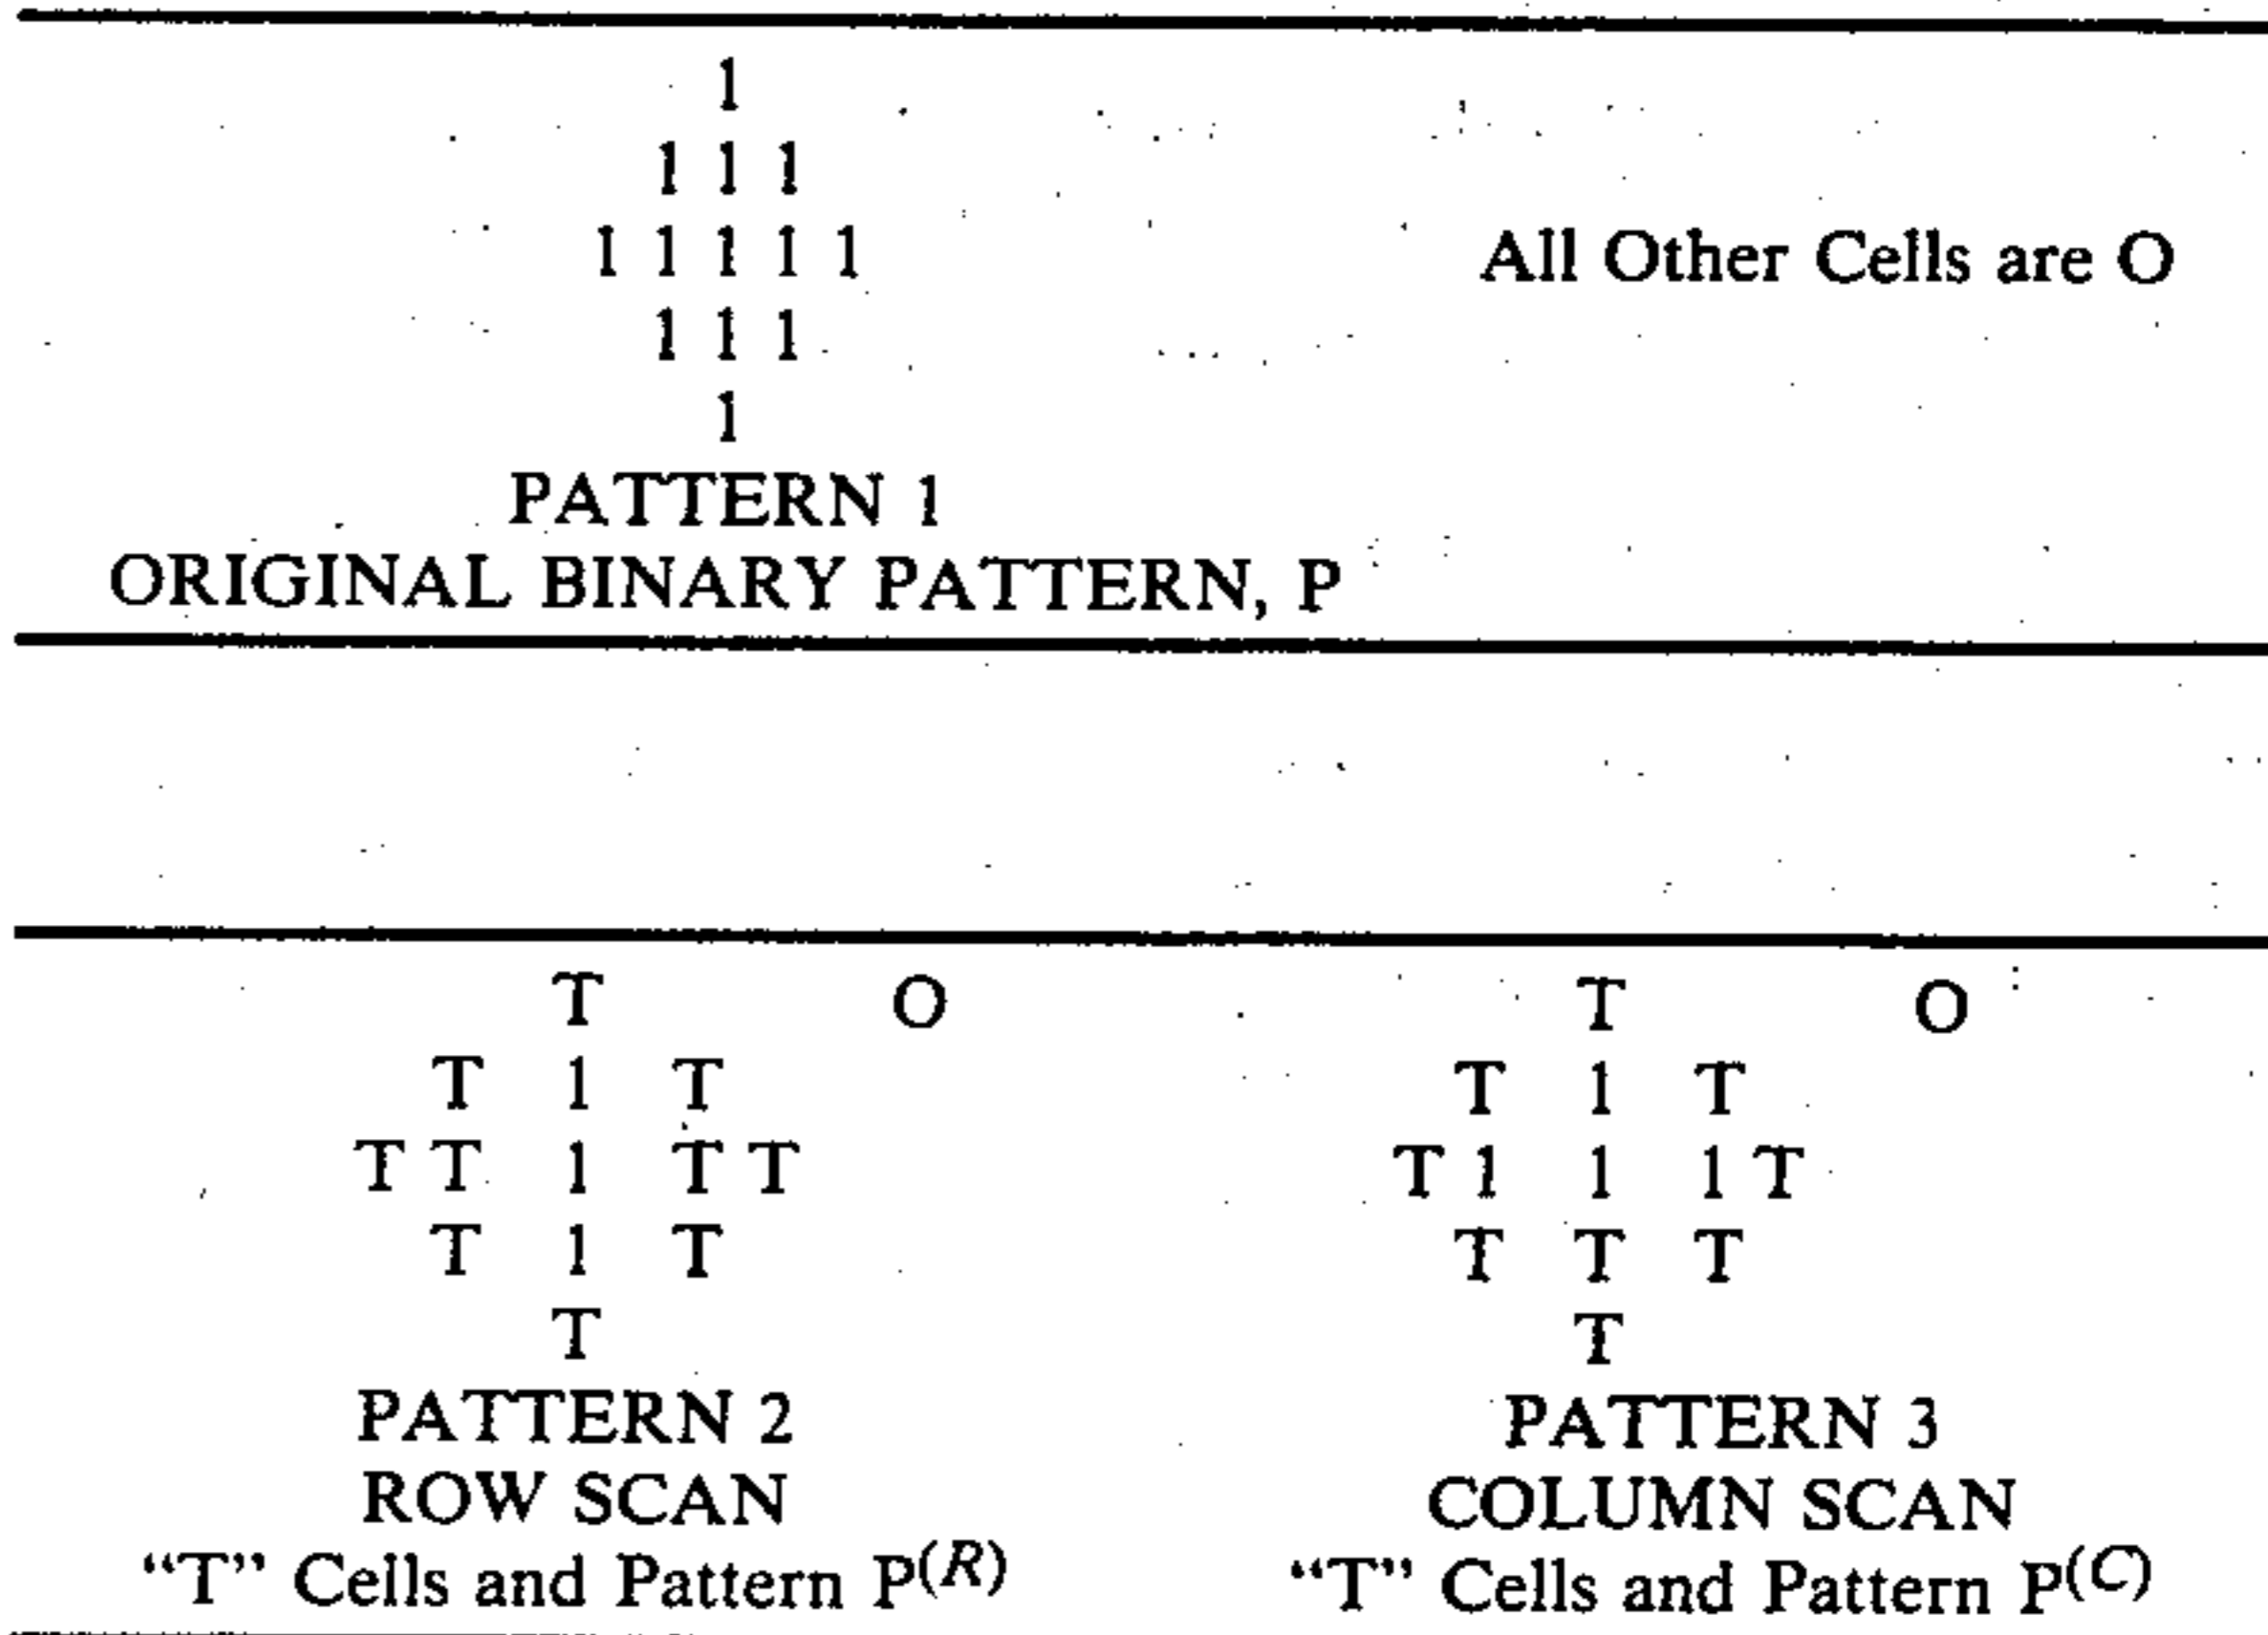 1
1 1 1
1 1 1 1 1
All Other Cells are O
1 1 1
1
PATTERN 1
ORIGINAL BINARY PATTERN, P
T O
T 1 T
T T 1 T T
T 1 T
T
PATTERN 2
ROW SCAN
“T” Cells and Pattern P(R)
T O
T 1 T
T 1 1 1 T
T T T
T
PATTERN 3
COLUMN SCAN
“T” Cells and Pattern P(C)